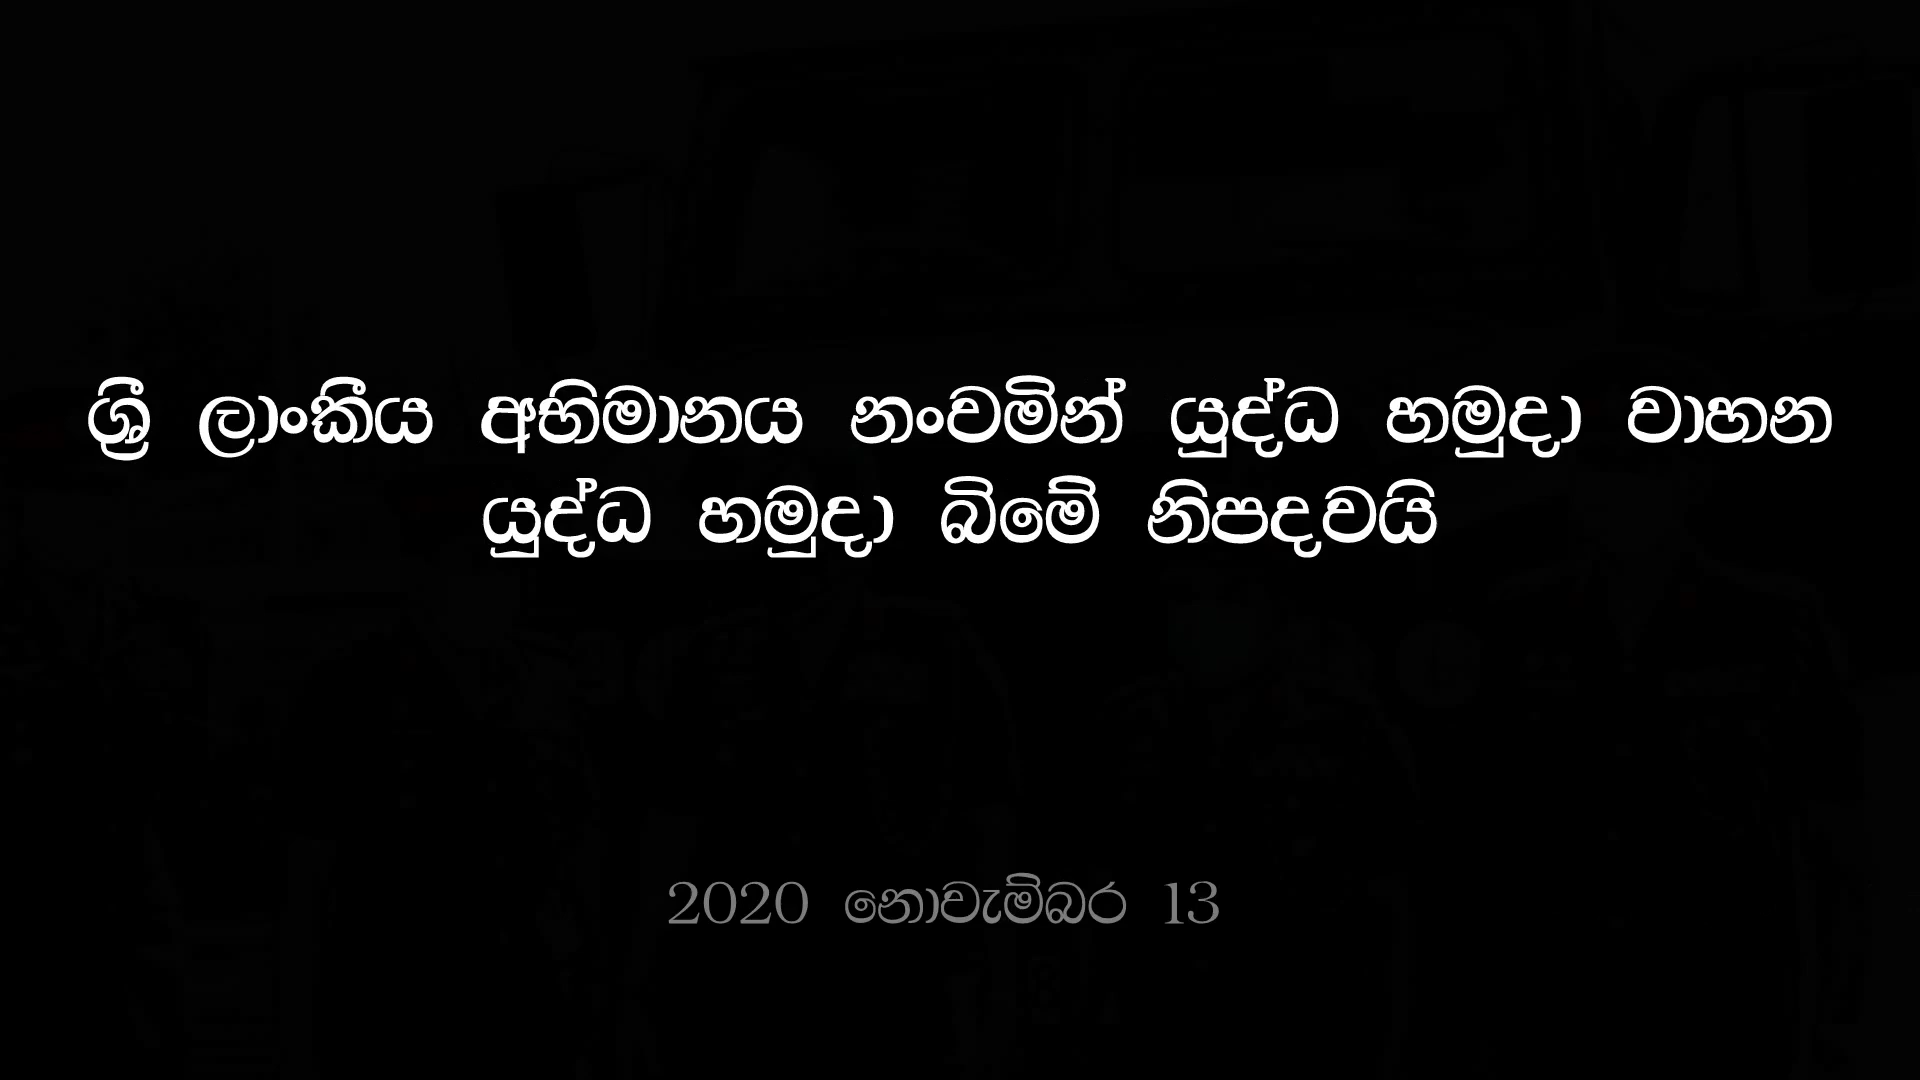 ශ්‍රී ලාංකීය අභිමානය නංවමින් යුද්ධ හමුදා වාහන
යුද්ධ හමුදා බිමේ නිපදවයි
2020 නොවැම්බර 13